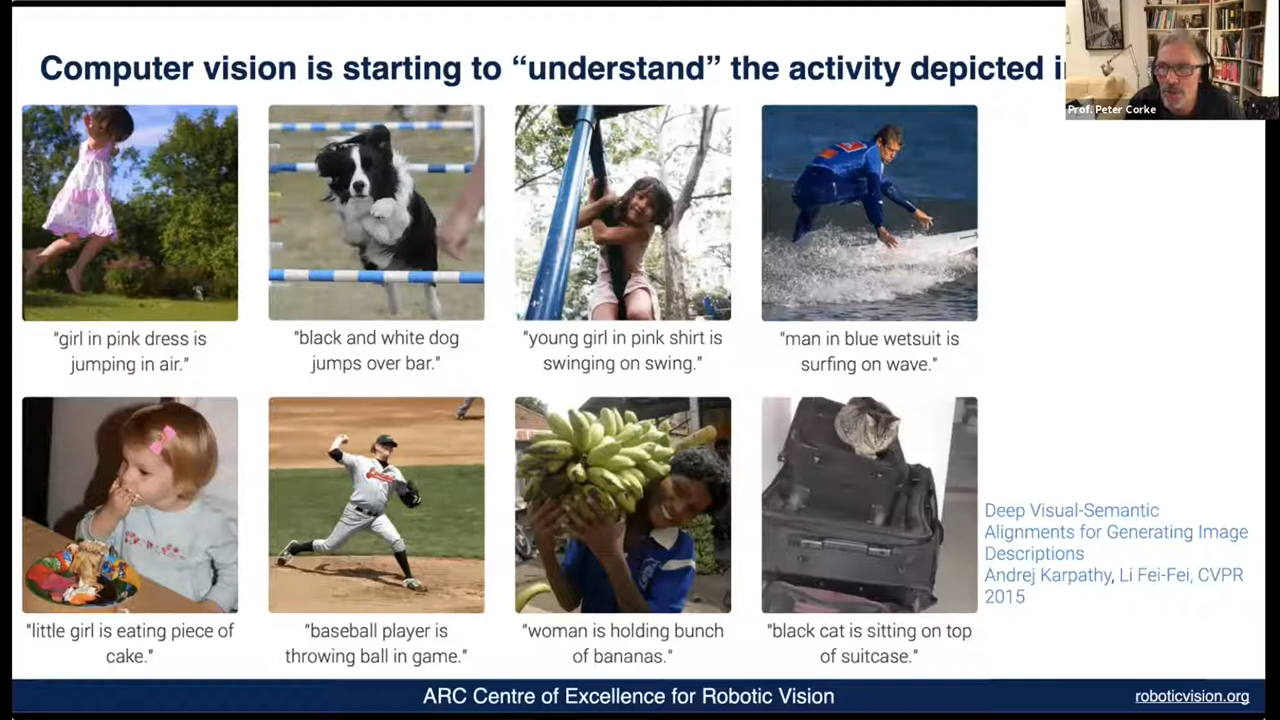 Computer vision is starting to “understand” the activity depicted
Prof. Peter Corke
"girl in pink dress is
jumping in air."
"black and white dog
jumps over bar."
"young girl in pink shirt is
swinging on swing."
"man in blue wetsuit is
surfing on wave."
"little girl is eating piece of
cake."
"baseball player is
throwing ball in game."
"woman is holding bunch
of bananas."
"black cat is sitting on top
of suitcase."
Deep Visual-Semantic
Alignments for Generating Image
Descriptions
Andrej Karpathy, Li Fei-Fei, CVPR
2015
ARC Centre of Excellence for Robotic Vision
roboticvision.org